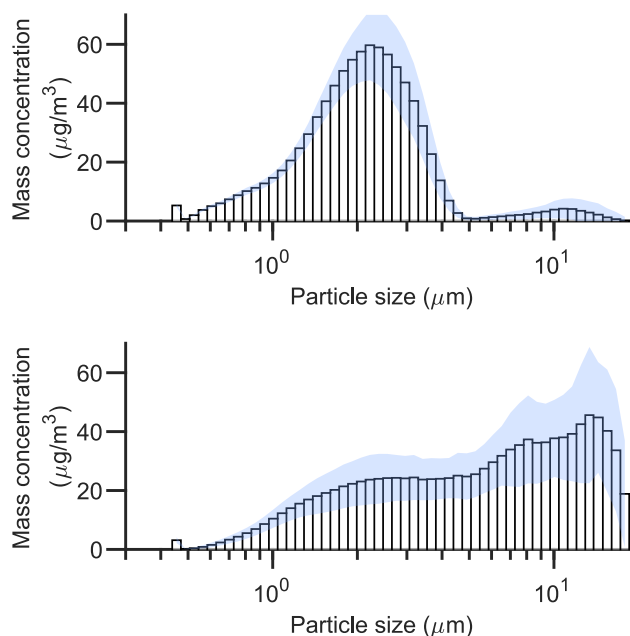 Mass concentration
(μg/m³)
60
40
20
0
10⁰
10¹
Particle size (μm)
Mass concentration
(μg/m³)
60
40
20
0
10⁰
10¹
Particle size (μm)